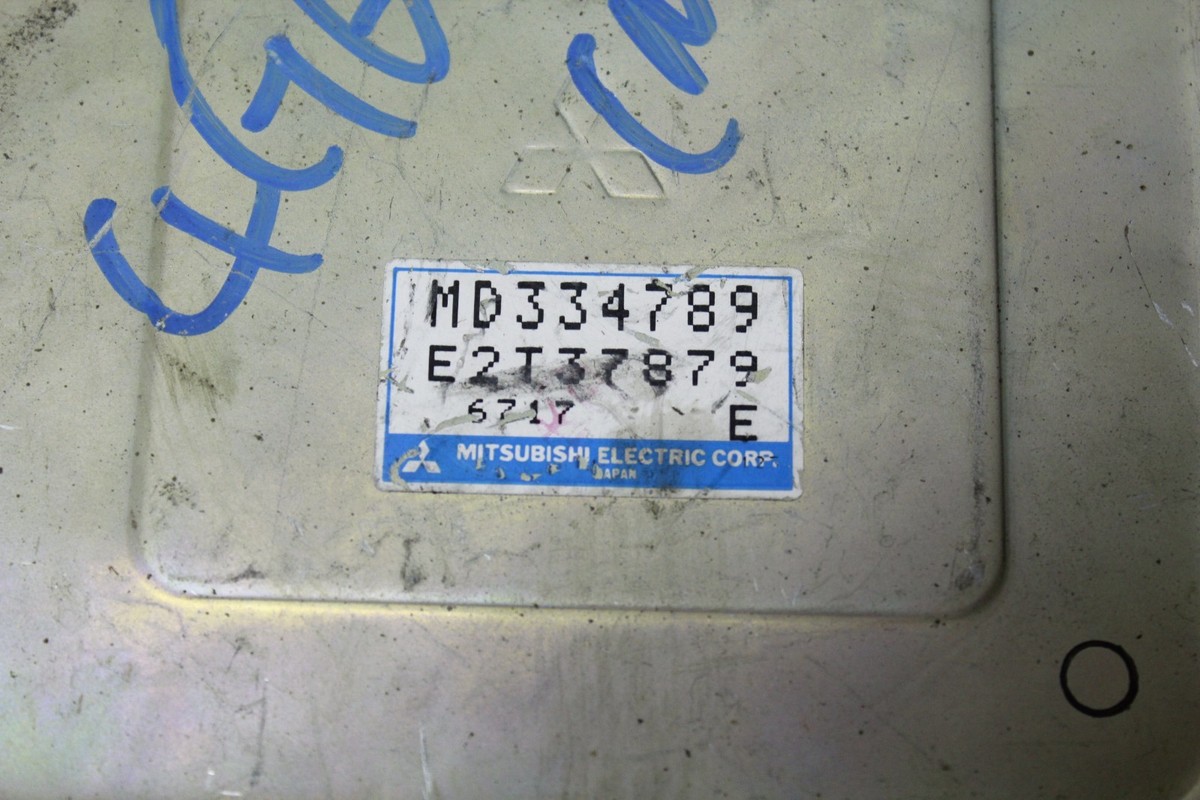 MD334789
E2T37879
6717
E
MITSUBISHI ELECTRIC CORP.
JAPAN